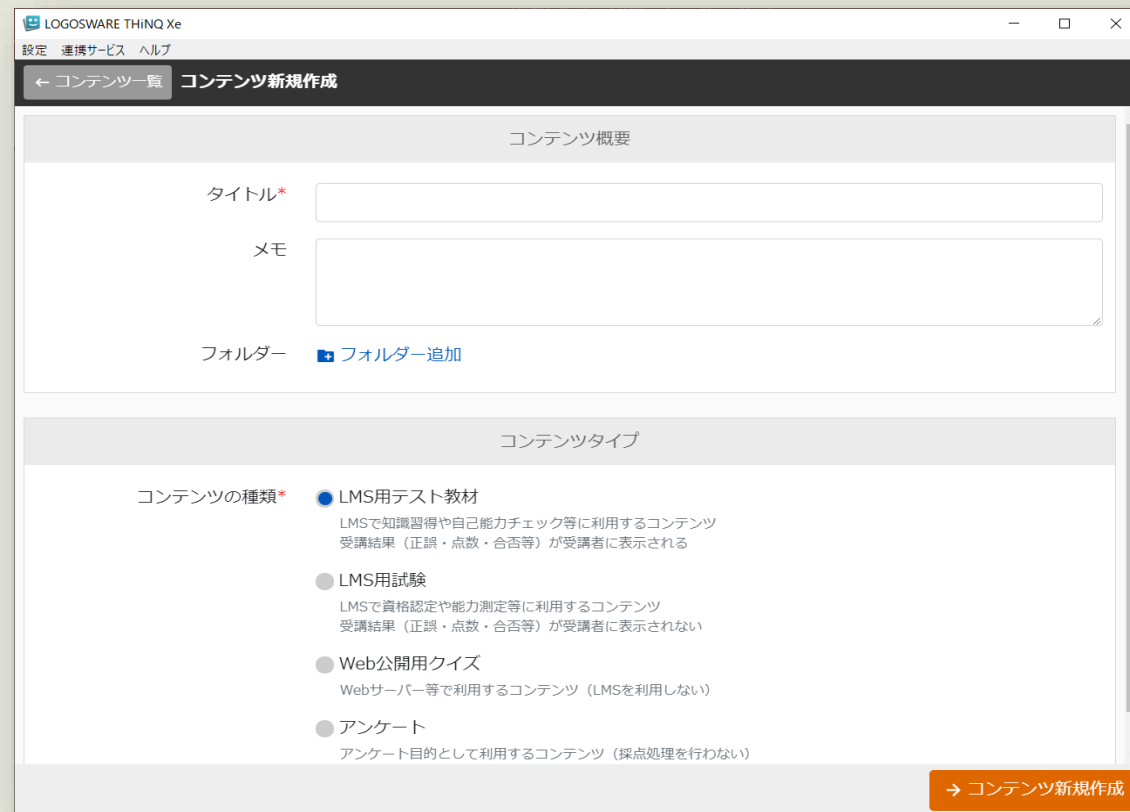 LOGOSWARE THiNQ Xe
設定 連携サービス ヘルプ
← コンテンツ一覧 コンテンツ新規作成
コンテンツ概要
タイトル*
メモ
フォルダー フォルダー追加
コンテンツタイプ
コンテンツの種類* LMS用テスト教材
LMSで知識習得や自己能力チェック等に利用するコンテンツ
受講結果（正誤・点数・合否等）が受講者に表示される
LMS用試験
LMSで資格認定や能力測定等に利用するコンテンツ
受講結果（正誤・点数・合否等）が受講者に表示されない
Web公開用クイズ
Webサーバー等で利用するコンテンツ（LMSを利用しない）
アンケート
アンケート目的として利用するコンテンツ（採点処理を行わない）
→ コンテンツ新規作成